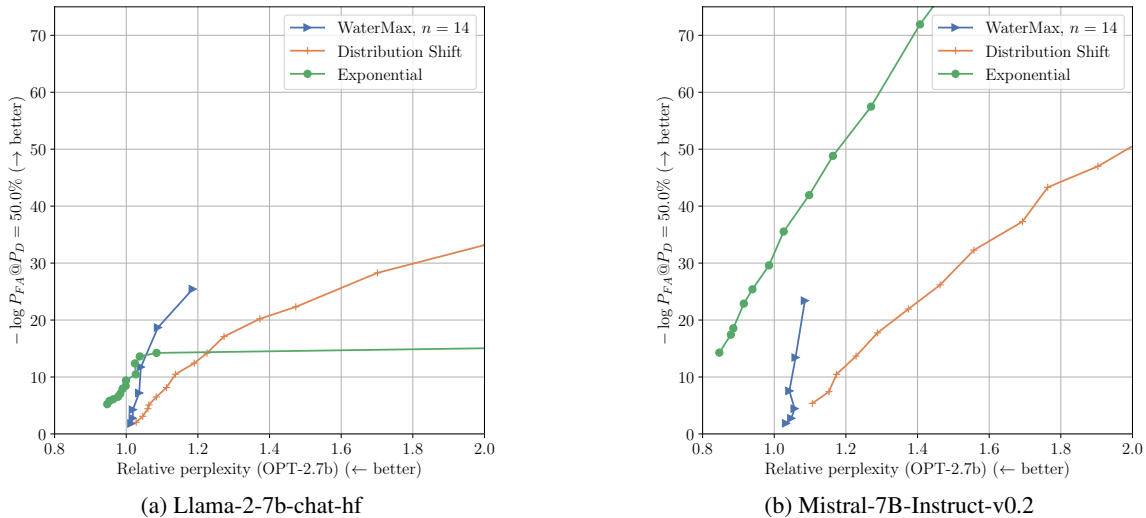 70
60
50
40
30
20
10
0
− log P_{FA}@P_D = 50.0% (→ better)
0.8 1.0 1.2 1.4 1.6 1.8 2.0
Relative perplexity (OPT-2.7b) (← better)
WaterMax, n = 14
Distribution Shift
Exponential
(a) Llama-2-7b-chat-hf
70
60
50
40
30
20
10
0
− log P_{FA}@P_D = 50.0% (→ better)
0.8 1.0 1.2 1.4 1.6 1.8 2.0
Relative perplexity (OPT-2.7b) (← better)
WaterMax, n = 14
Distribution Shift
Exponential
(b) Mistral-7B-Instruct-v0.2